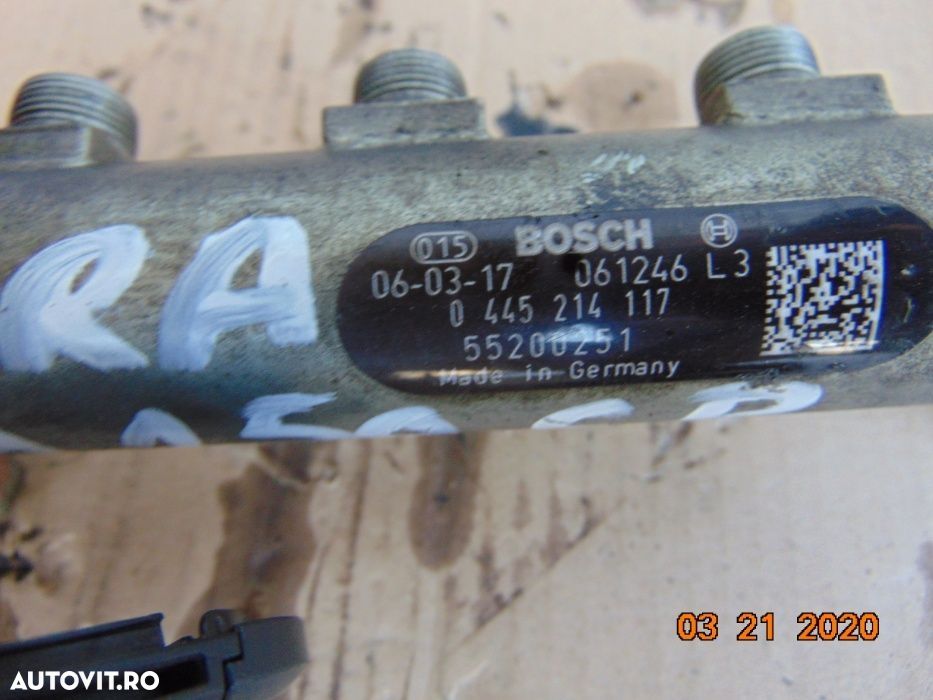 015 BOSCH
06-03-17 061246 L3
0 445 214 117
55200251
Made in Germany
RA
03 21 2020
AUTOVIT.RO